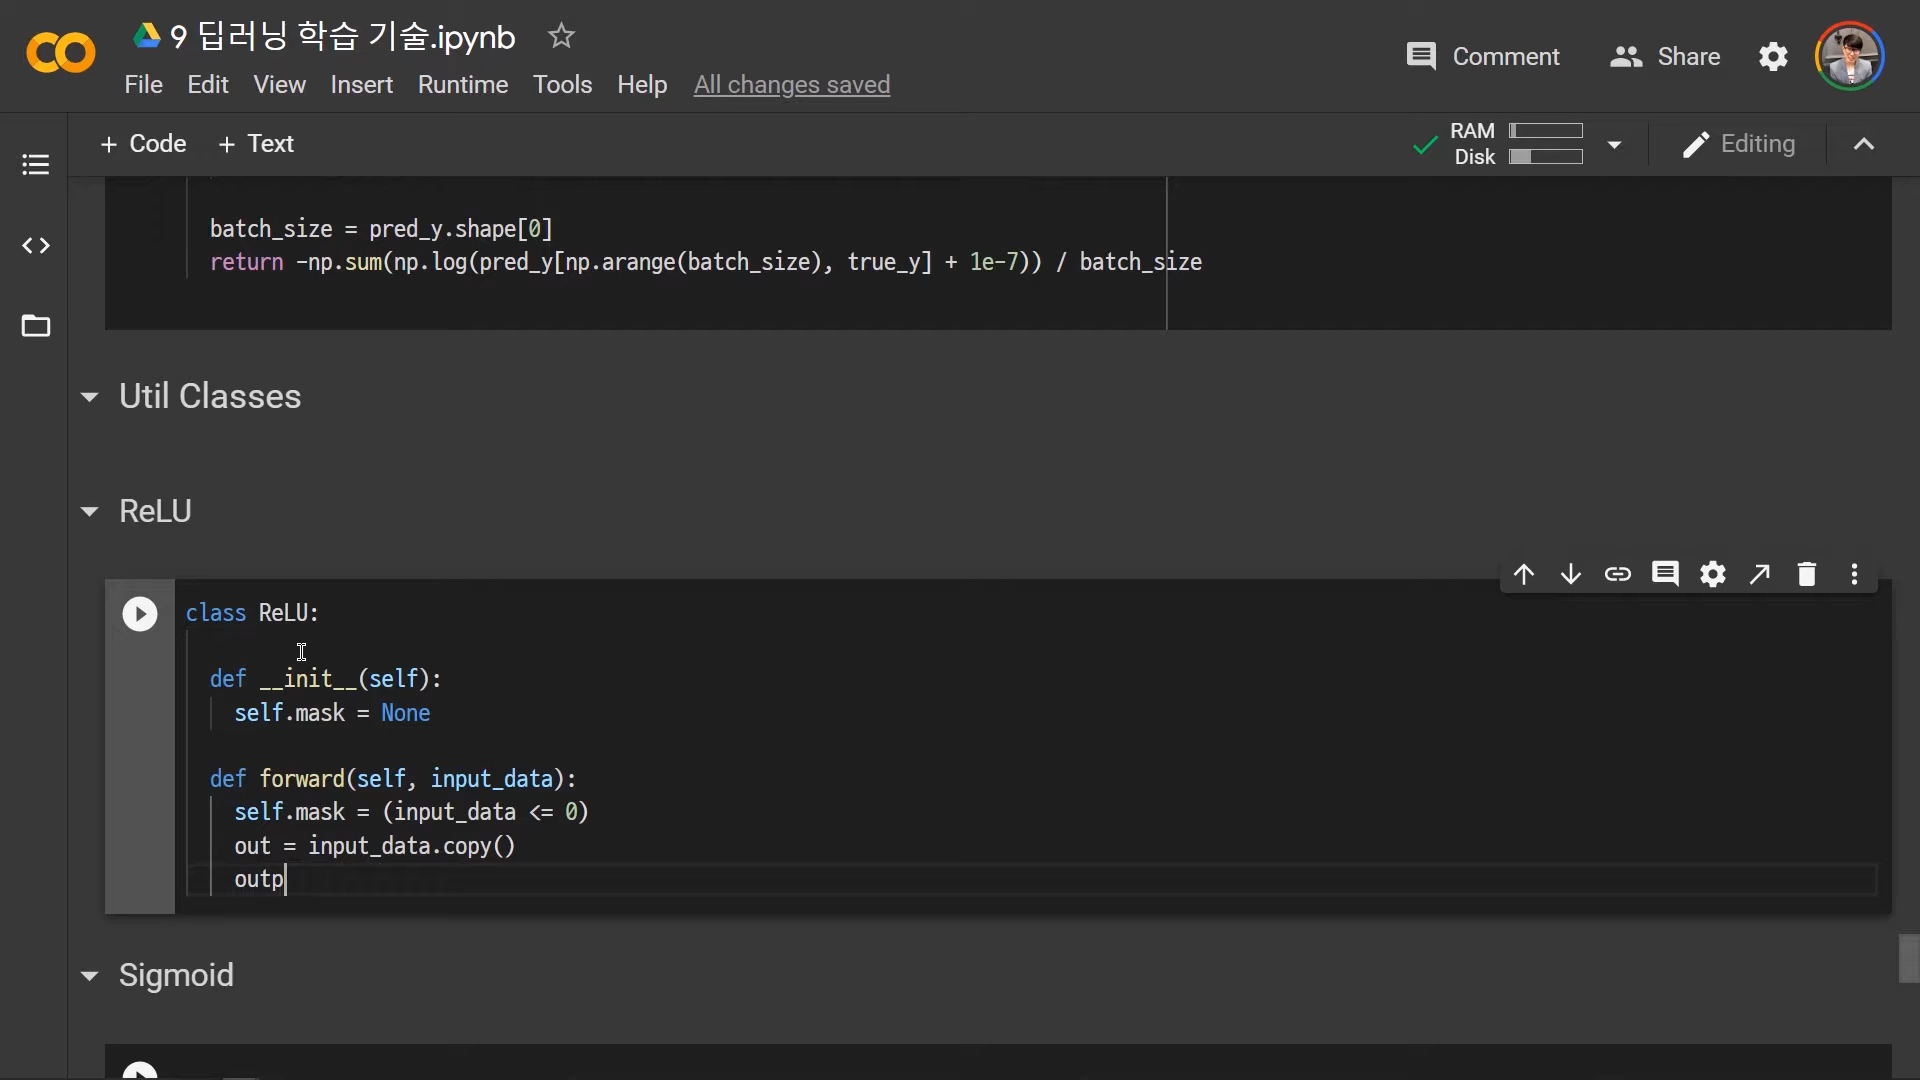 9 딥러닝 학습 기술.ipynb
Comment
Share
File Edit View Insert Runtime Tools Help All changes saved
+ Code + Text
RAM
Disk
Editing
batch_size = pred_y.shape[0]
return -np.sum(np.log(pred_y[np.arange(batch_size), true_y] + 1e-7)) / batch_size
Util Classes
ReLU
class ReLU:
def __init__(self):
self.mask = None
def forward(self, input_data):
self.mask = (input_data <= 0)
out = input_data.copy()
outp
Sigmoid